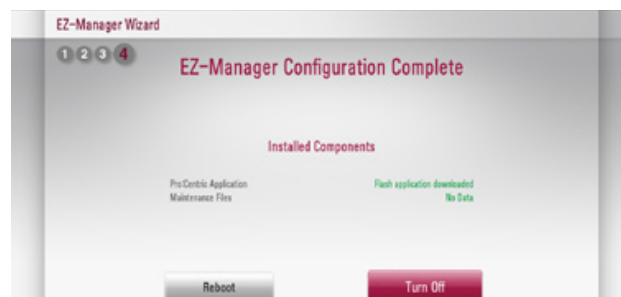 EZ-Manager Wizard
1 2 3 4
EZ-Manager Configuration Complete
Installed Components
Pro:Centric Application Flash application downloaded
Maintenance Files No Data
Reboot Turn Off